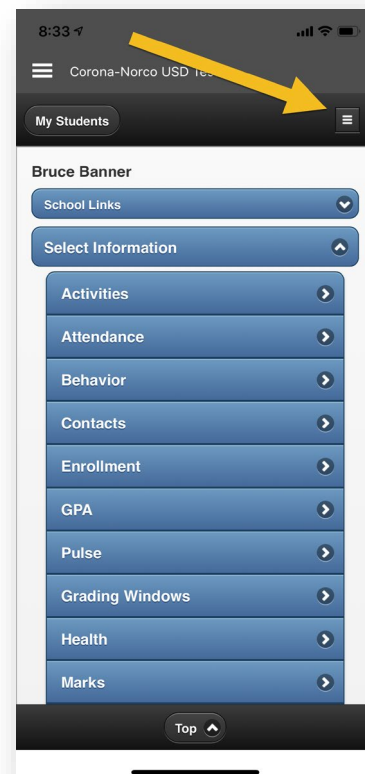 8:33
Corona-Norco USD
My Students
Bruce Banner
School Links
Select Information
Activities
Attendance
Behavior
Contacts
Enrollment
GPA
Pulse
Grading Windows
Health
Marks
Top